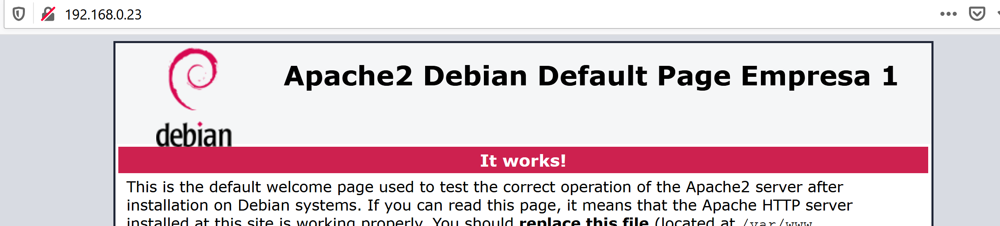 192.168.0.23
Apache2 Debian Default Page Empresa 1
debian
It works!
This is the default welcome page used to test the correct operation of the Apache2 server after
installation on Debian systems. If you can read this page, it means that the Apache HTTP server
installed at this site is working properly. You should replace this file (located at /var/www